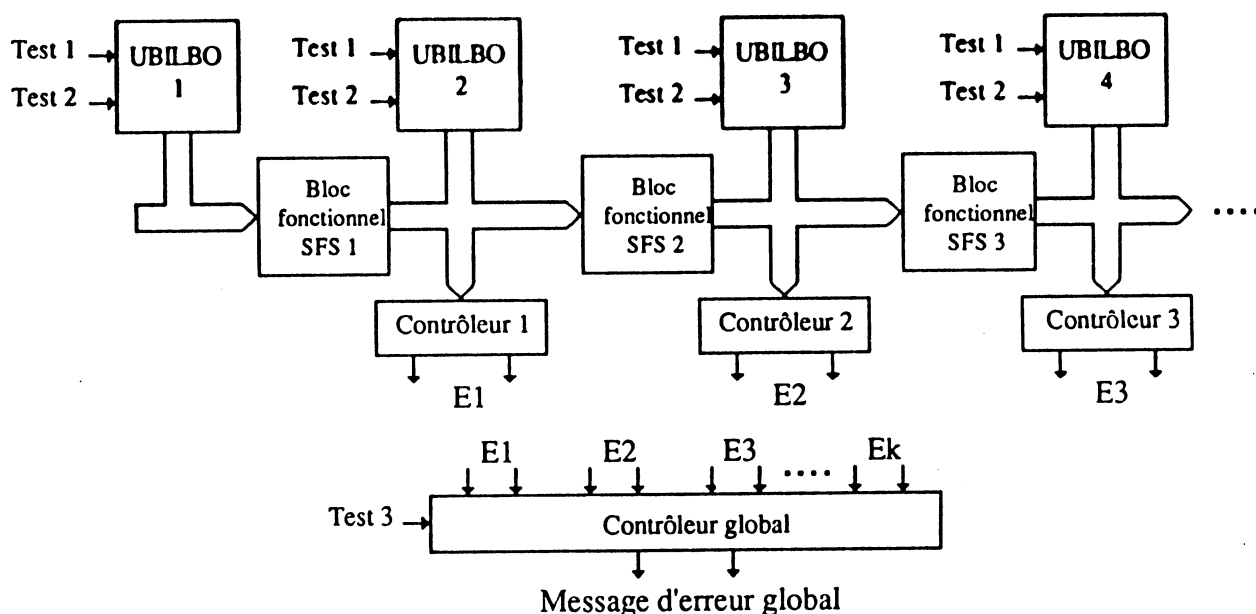 Test 1
Test 2
UBILBO
1
Test 1
Test 2
UBILBO
2
Test 1
Test 2
UBILBO
3
Test 1
Test 2
UBILBO
4
Bloc
fonctionnel
SFS 1
Bloc
fonctionnel
SFS 2
Bloc
fonctionnel
SFS 3
....
Contrôleur 1
Contrôleur 2
Contrôleur 3
E1
E2
E3
E1
E2
E3
....
Ek
Test 3
Contrôleur global
Message d'erreur global